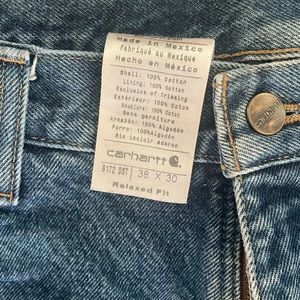 Made in Mexico
Fabriqué au Mexique
Hecho en México
Shell: 100% Cotton
Lining: 100% Cotton
Exclusive of Trimming
Extérieur: 100% Coton
Doublure: 100% Coton
Sans garniture
Armazón: 100% Algodón
Forro: 100%Algodón
Sin incluir adorno
carhartt
B172 DST 38 X 30
Relaxed Fit